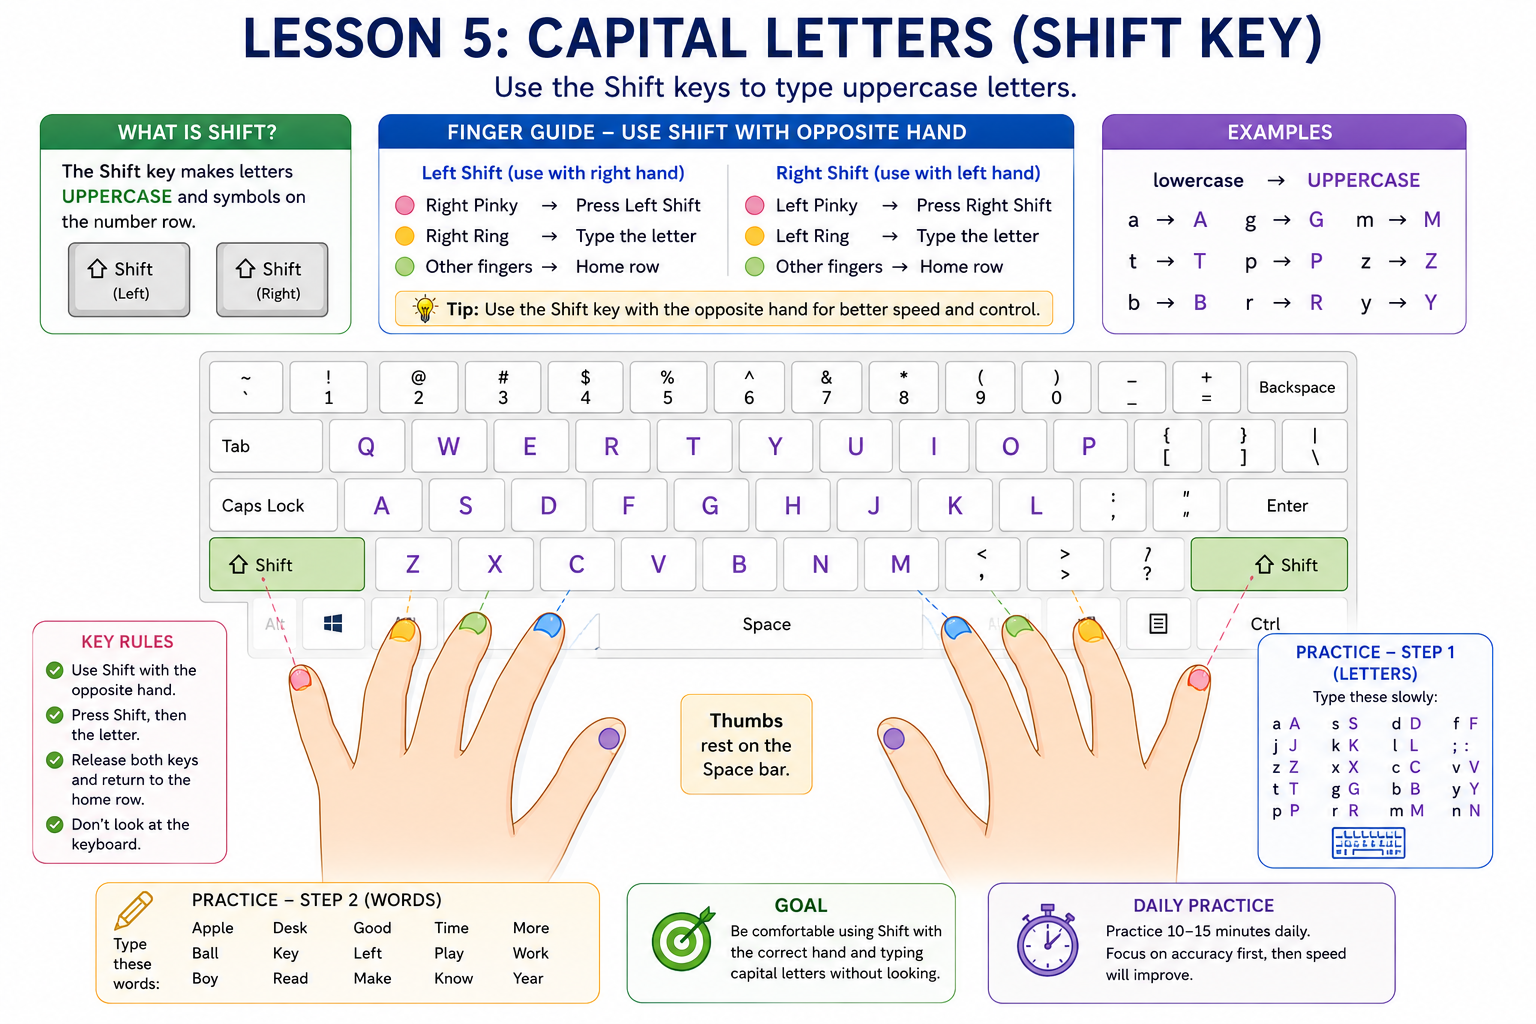 LESSON 5: CAPITAL LETTERS (SHIFT KEY)
Use the Shift keys to type uppercase letters.
WHAT IS SHIFT?
The Shift key makes letters
UPPERCASE and symbols on
the number row.
Shift
(Left)
Shift
(Right)
FINGER GUIDE – USE SHIFT WITH OPPOSITE HAND
Left Shift (use with right hand)
Right Pinky → Press Left Shift
Right Ring → Type the letter
Other fingers → Home row
Right Shift (use with left hand)
Left Pinky → Press Right Shift
Left Ring → Type the letter
Other fingers → Home row
Tip: Use the Shift key with the opposite hand for better speed and control.
EXAMPLES
lowercase → UPPERCASE
a → A g → G m → M
t → T p → P z → Z
b → B r → R y → Y
~ ! @ # $ % ^ & * ( ) _ +
` 1 2 3 4 5 6 7 8 9 0 _ = Backspace
Tab Q W E R T Y U I O P { [ } ] | \
Caps Lock A S D F G H J K L : , " " Enter
Shift Z X C V B N M < , > > ? Shift
Alt Space Ctrl
KEY RULES
Use Shift with the
opposite hand.
Press Shift, then
the letter.
Release both keys
and return to the
home row.
Don't look at the
keyboard.
Thumbs
rest on the
Space bar.
PRACTICE – STEP 1
(LETTERS)
Type these slowly:
a A s S d D f F
j J k K l L ; :
z Z x X c C v V
t T g G b B y Y
p P r R m M n N
PRACTICE – STEP 2 (WORDS)
Type
these
words:
Apple Desk Good Time More
Ball Key Left Play Work
Boy Read Make Know Year
GOAL
Be comfortable using Shift with
the correct hand and typing
capital letters without looking.
DAILY PRACTICE
Practice 10–15 minutes daily.
Focus on accuracy first, then speed
will improve.